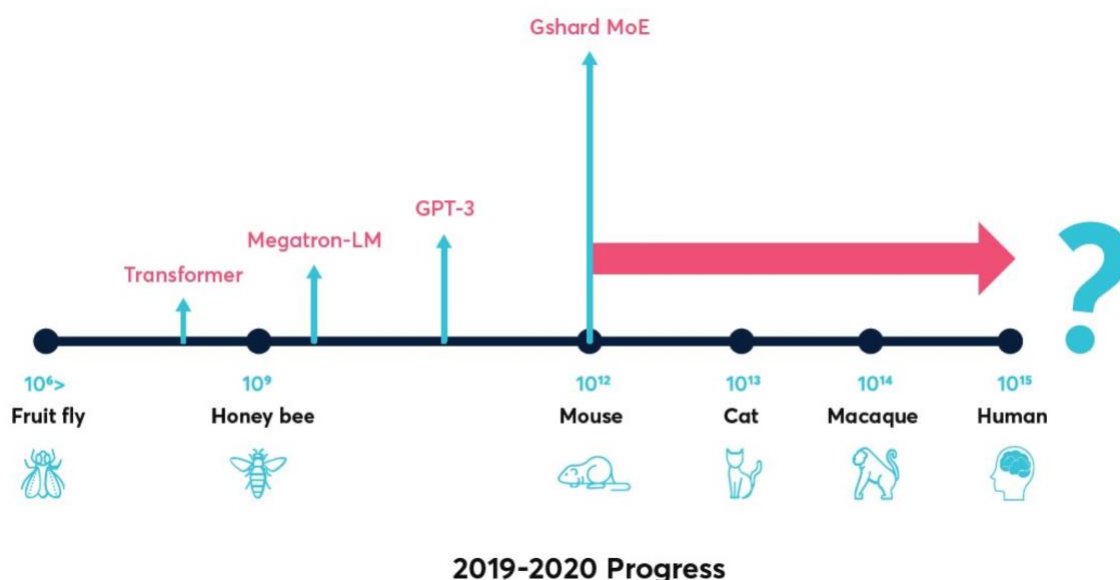 Gshard MoE
GPT-3
Megatron-LM
Transformer
?
10⁶> 10⁹ 10¹² 10¹³ 10¹⁴ 10¹⁵
Fruit fly Honey bee Mouse Cat Macaque Human
2019-2020 Progress